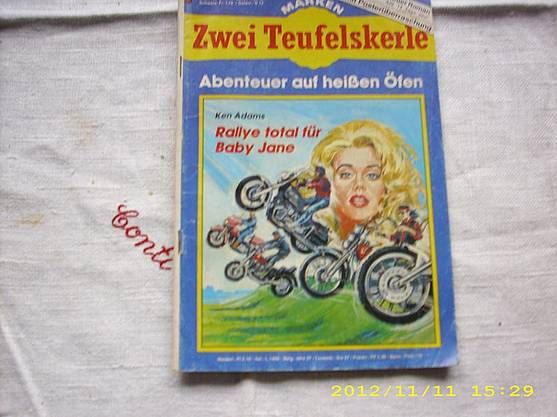 MARKEN
Zwei Teufelskerle
Abenteuer auf heißen Öfen
Ken Adams
Rallye total für
Baby Jane
Conti
2012/11/11 15:29